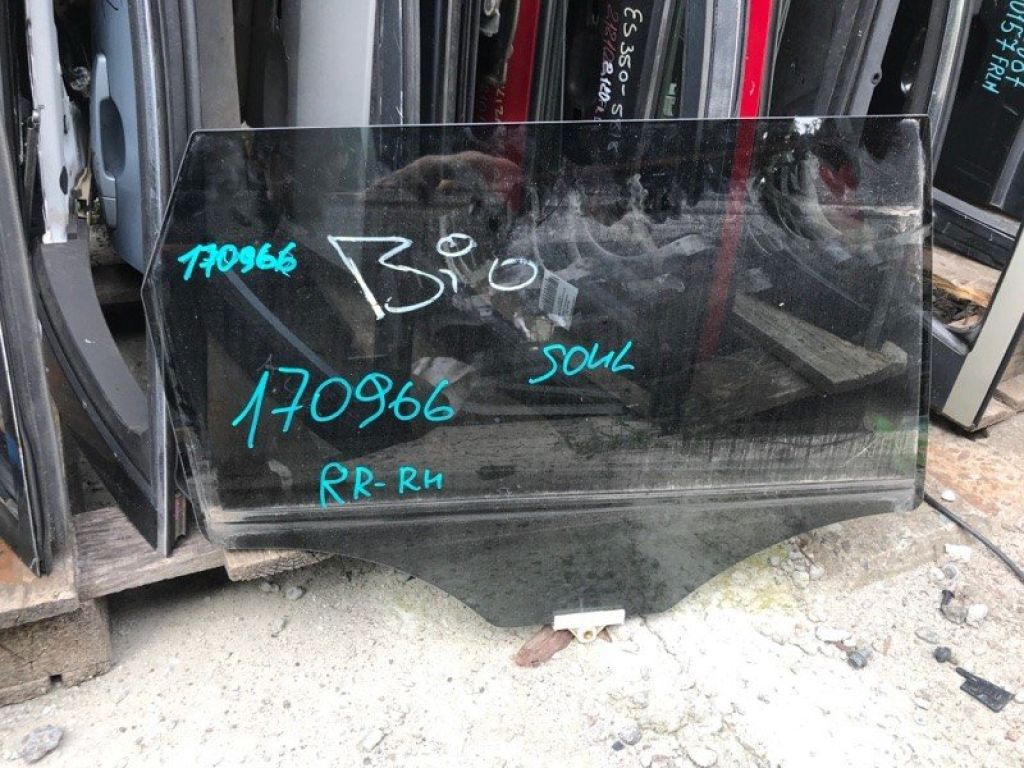 170966
Bio
SOUL
170966
RR-RH
ES350-